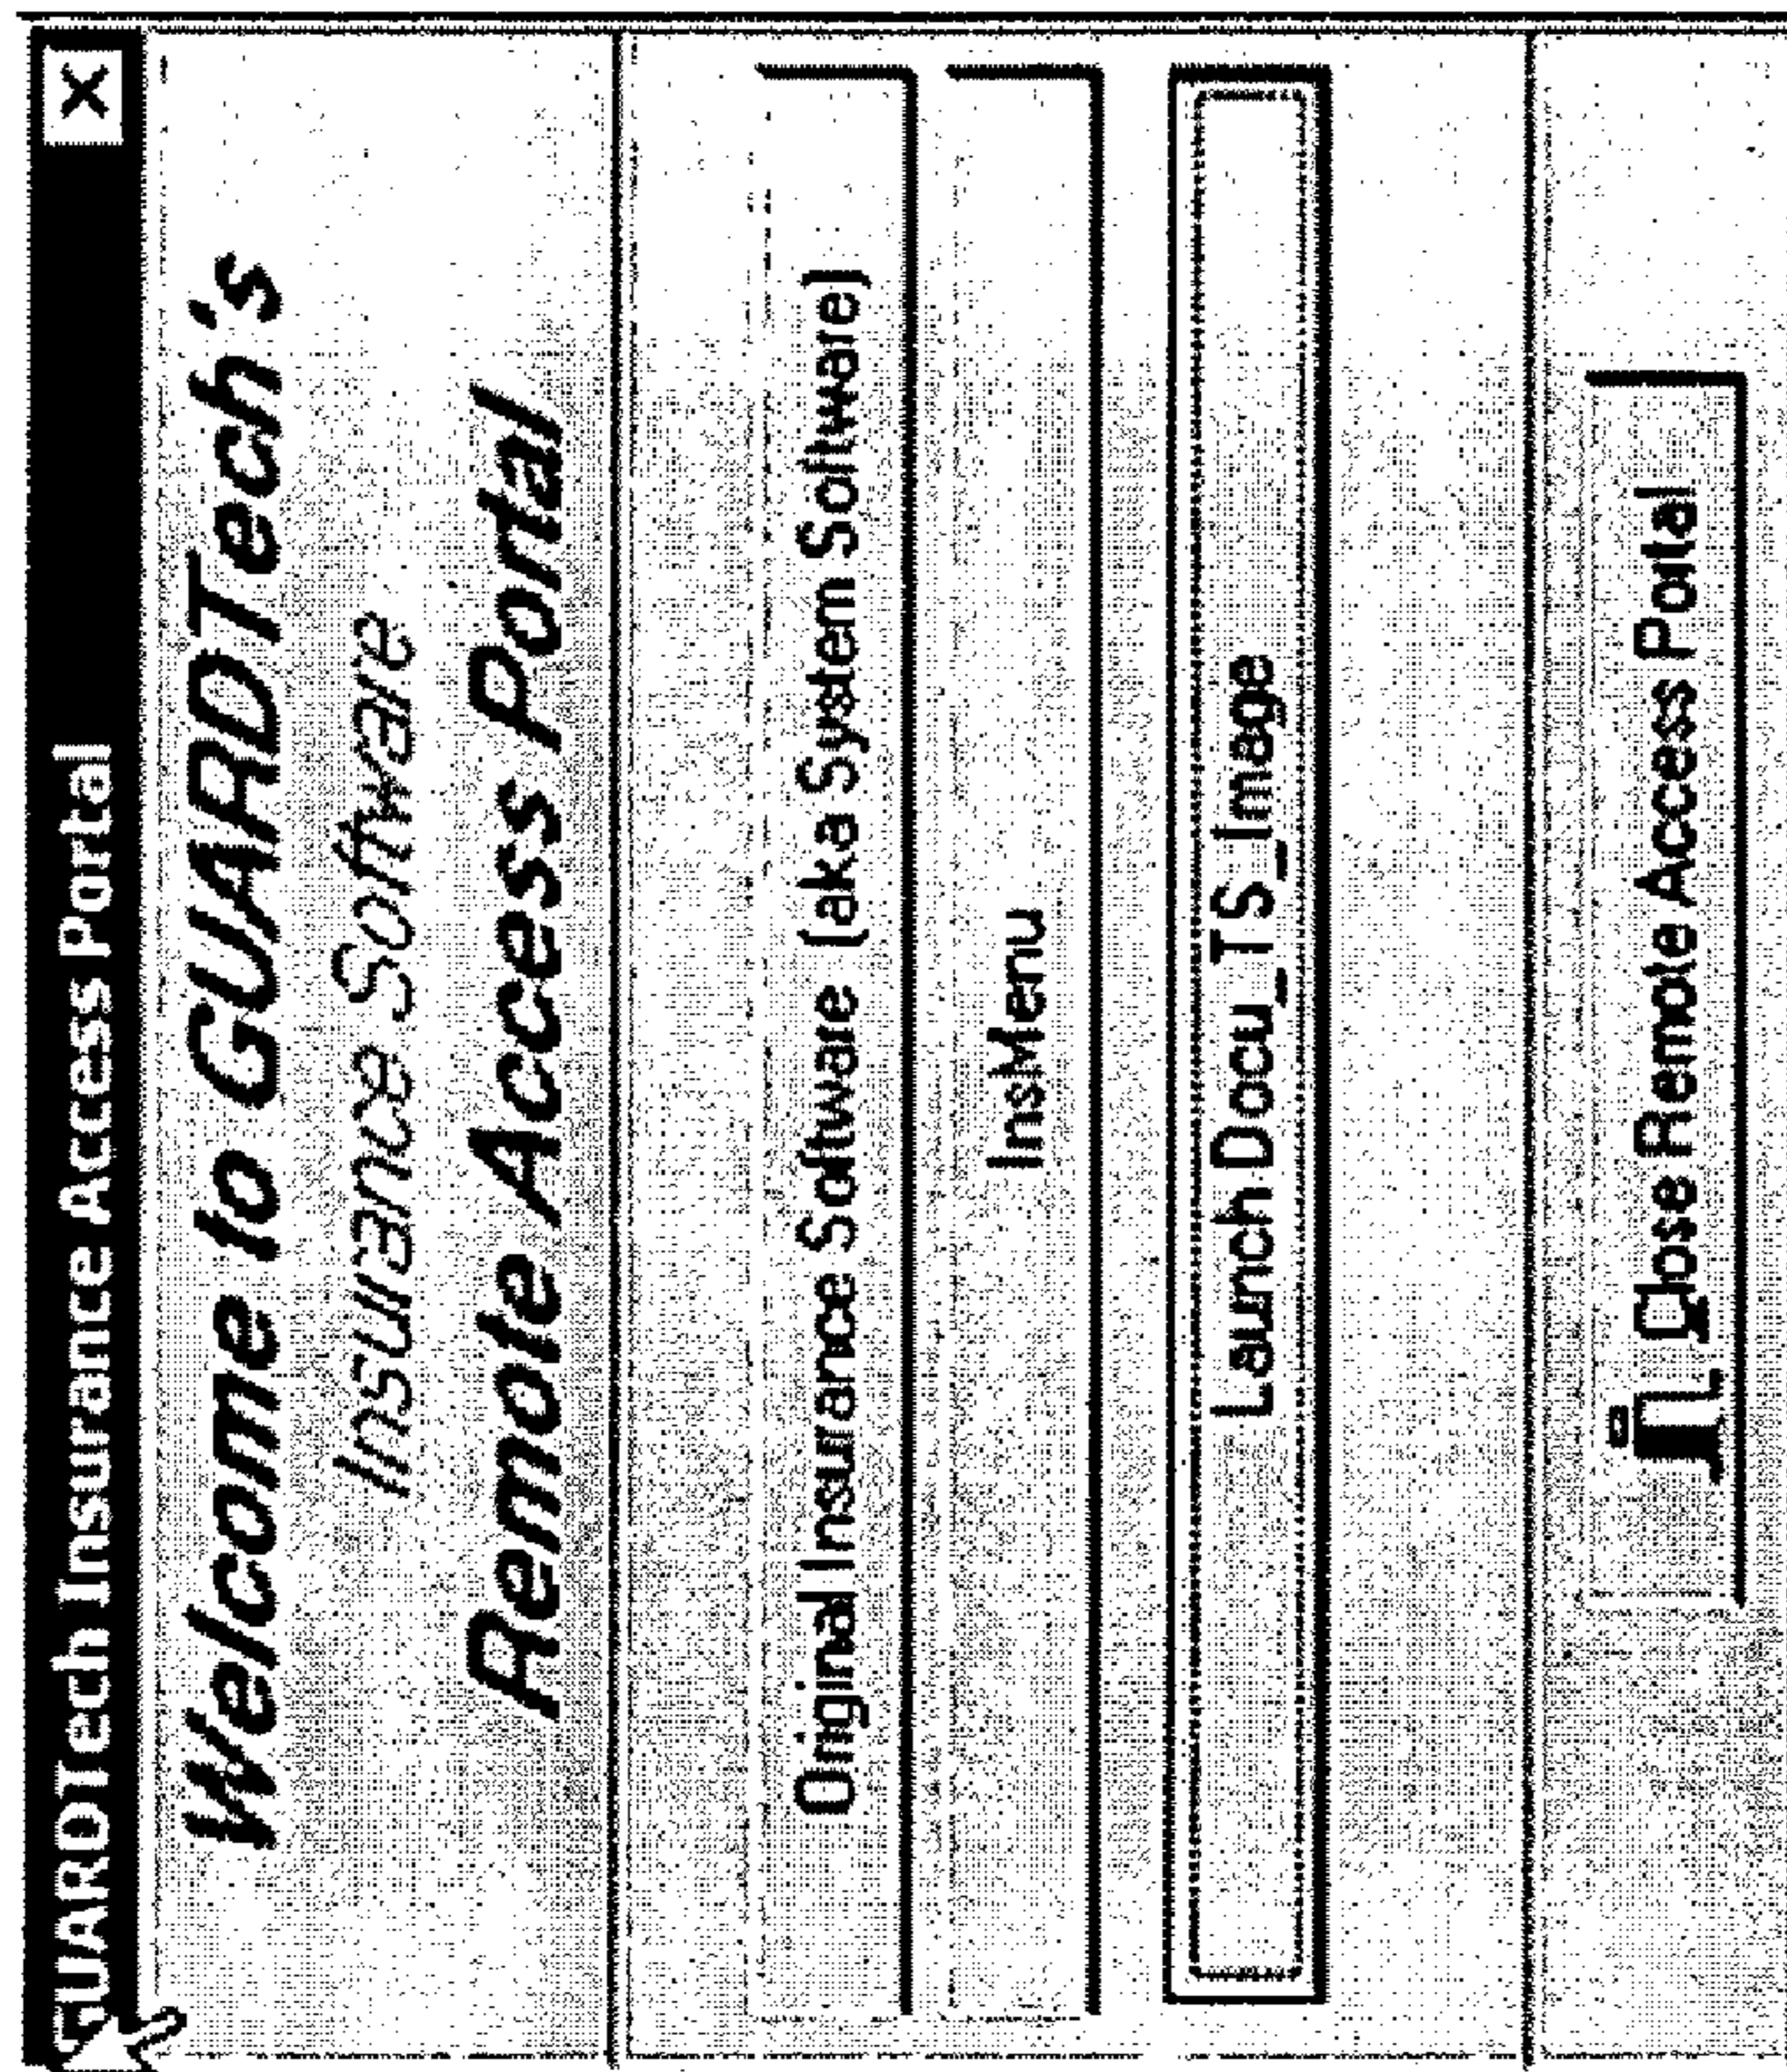 GUARDTech Insurance Access Portal
Welcome to GUARDTech's
Insurance Software
Remote Access Portal
Original Insurance Software (aka System Software)
InsMenu
Launch Docu_TS_Image
Close Remote Access Portal